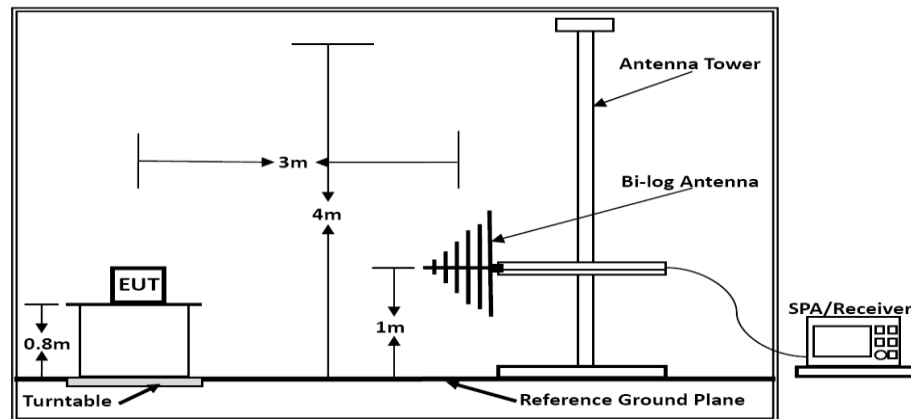 Antenna Tower
3m
Bi-log Antenna
4m
EUT
SPA/Receiver
0.8m
1m
Turntable
Reference Ground Plane